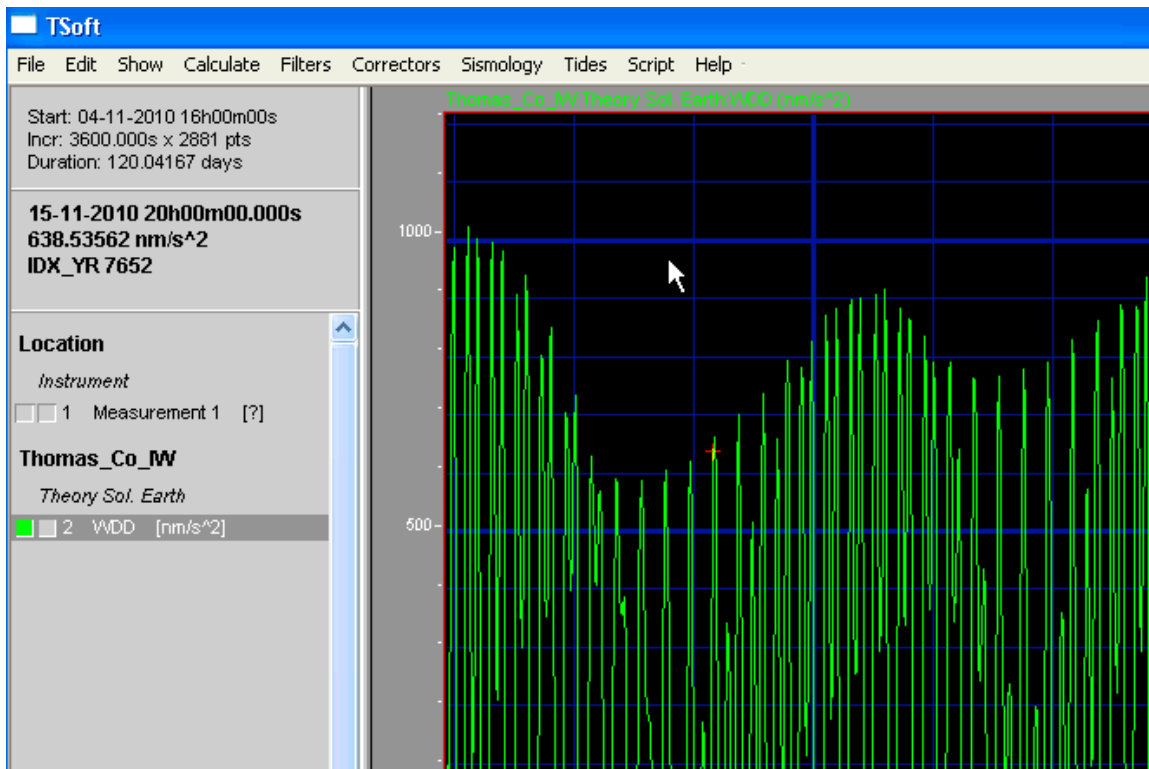 TSoft
File Edit Show Calculate Filters Correctors Sismology Tides Script Help
Start: 04-11-2010 16h00m00s
Incr: 3600.000s x 2881 pts
Duration: 120.04167 days
15-11-2010 20h00m00.000s
638.53562 nm/s^2
IDX_YR 7652
Location
Instrument
1 Measurement 1 [?]
Thomas_Co_IW
Theory Sol. Earth
2 WDD [nm/s^2]
Thomas_Co_IW:Theory Sol. Earth:WDD (nm/s^2)
1000
500